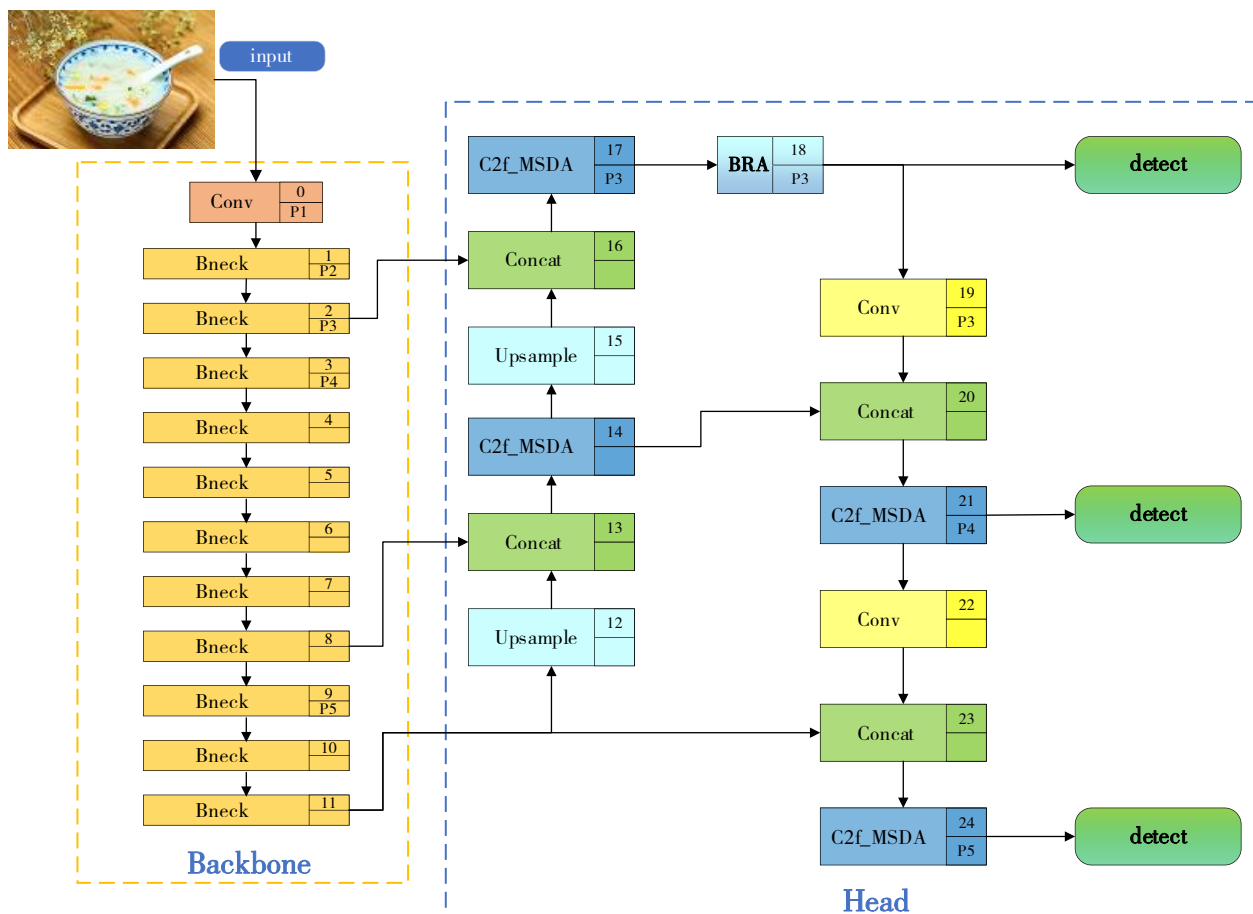 input
Conv 0 P1
Bneck 1 P2
Bneck 2 P3
Bneck 3 P4
Bneck 4
Bneck 5
Bneck 6
Bneck 7
Bneck 8
Bneck 9 P5
Bneck 10
Bneck 11
Backbone
C2f_MSDA 17 P3
Concat 16
Upsample 15
C2f_MSDA 14
Concat 13
Upsample 12
BRA 18 P3
detect
Conv 19 P3
Concat 20
C2f_MSDA 21 P4
detect
Conv 22
Concat 23
C2f_MSDA 24 P5
detect
Head